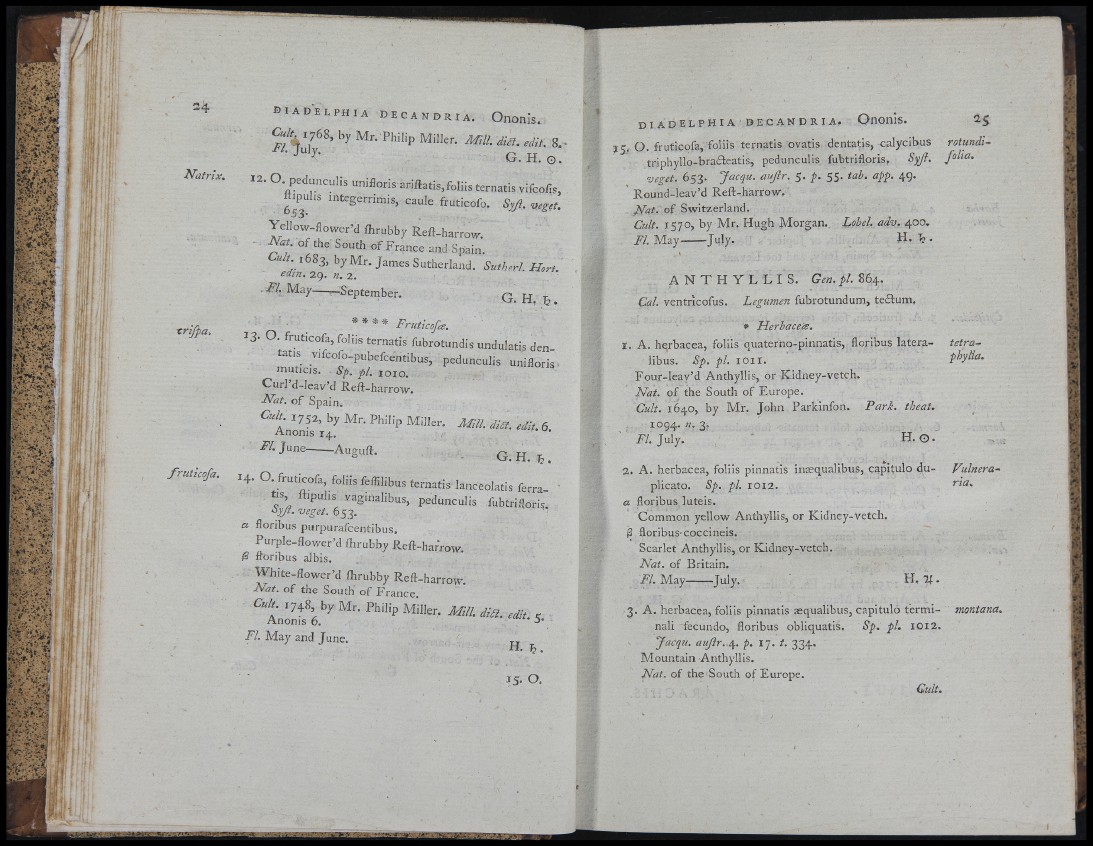 24 DIADELPHIA DECANDRIA. Ononis.
Cult. 1768, by Mr. Philip Miller. Mill. dict. edit. 8.
Fl. July. G. H. ☉.
Natrix. 12. O. pedunculis unifloris aristatis, foliis ternatis viſcoſis,
ſtipulis integerrimis, caule fruticoſo. Syſt. veget.
653.
Yellow-flower'd ſhrubby Reſt-harrow.
Nat. of the South of France and Spain.
Cult. 1683, by Mr. James Sutherland. Sutherl. Hort.
edin. 29. n. 2.
Fl. May——September. G. H. ♄.
**** Fruticoſæ.
criſpa. 13. O. fruticoſa, foliis ternatis ſubrotundis undulatis den-
tatis viſcoſo-pubeſcentibus, pedunculis unifloris
muticis. Sp. pl. 1010.
Curl'd-leav'd Reſt-harrow.
Nat. of Spain.
Cult. 1752, by Mr. Philip Miller. Mill. dict. edit. 6.
Anonis 14.
Fl. June——Auguſt. G. H. ♄.
fruticoſa. 14. O. fruticoſa, foliis ſeſſilibus ternatis lanceolatis ſerra-
tis, ſtipulis vaginalibus, pedunculis ſubtrifloris.
Syſt. veget. 653.
α floribus purpuraſcentibus.
Purple-flower'd ſhrubby Reſt-harrow.
β floribus albis.
White-flower'd ſhrubby Reſt-harrow.
Nat. of the South of France.
Cult. 1748, by Mr. Philip Miller. Mill. dict. edit. 5.
Anonis 6.
Fl. May and June. H. ♄.
15. O.
DIADELPHIA DECANDRIA. Ononis. 25
15. O. fruticoſa, foliis ternatis ovatis dentatis, calycibus rotundi-
triphyllo-bracteatis, pedunculis ſubtrifloris. Syſt. folia.
veget. 653. Jacqu. auſtr. 5. p. 55. tab. app. 49.
Round-leav'd Reſt-harrow.
Nat. of Switzerland.
Cult. 1570, by Mr. Hugh Morgan. Lobel. adv. 400.
Fl. May——July. H. ♄.
ANTHYLLIS. Gen. pl. 864.
Cal. ventricoſus. Legumen ſubrotundum, tectum.
* Herbaceæ.
1. A. herbacea, foliis quaterno-pinnatis, floribus latera- tetra-
libus. Sp. pl. 1011. phylla.
Four-leav'd Anthyllis, or Kidney-vetch.
Nat. of the South of Europe.
Cult. 1640, by Mr. John Parkinſon. Park. theat.
1094. n. 3.
Fl. July. H. ☉.
2. A. herbacea, foliis pinnatis inæqualibus, capitulo du- Vulnera-
plicato. Sp. pl. 1012. ria.
α floribus luteis.
Common yellow Anthyllis, or Kidney-vetch.
β floribus coccineis.
Scarlet Anthyllis, or Kidney-vetch.
Nat. of Britain.
Fl. May——July. H. ♃.
3. A. herbacea, foliis pinnatis æqualibus, capitulo termi- montana.
nali ſecundo, floribus obliquatis. Sp. pl. 1012.
Jacqu. auſtr. 4. p. 17. t. 334.
Mountain Anthyllis.
Nat. of the South of Europe.
Cult.